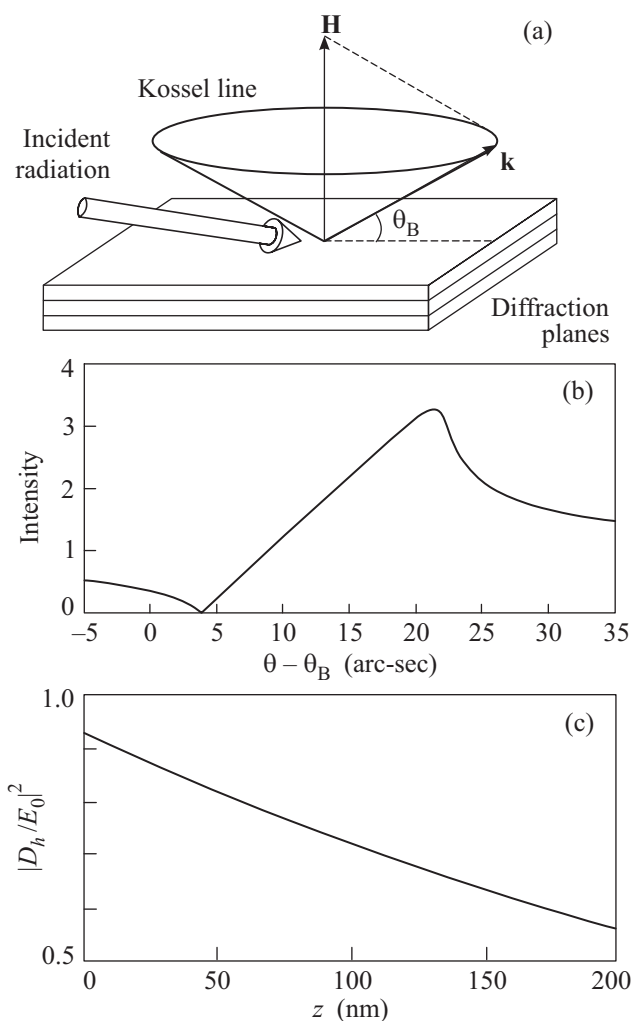 (a)
H
Kossel line
Incident
radiation
k
θB
Diffraction
planes
(b)
4
3
2
1
0
Intensity
–5 0 5 10 15 20 25 30 35
θ – θB (arc-sec)
(c)
1.0
0.5
|Dh/E0|2
0 50 100 150 200
z (nm)